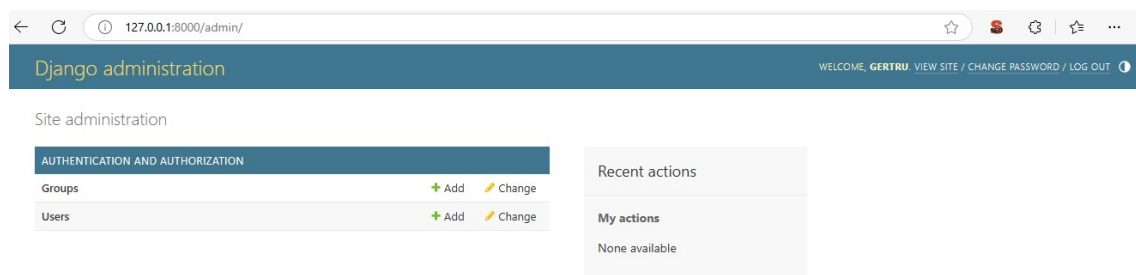 127.0.0.1:8000/admin/
Django administration
WELCOME, GERTRU. VIEW SITE / CHANGE PASSWORD / LOG OUT
Site administration
AUTHENTICATION AND AUTHORIZATION
Groups + Add Change
Users + Add Change
Recent actions
My actions
None available